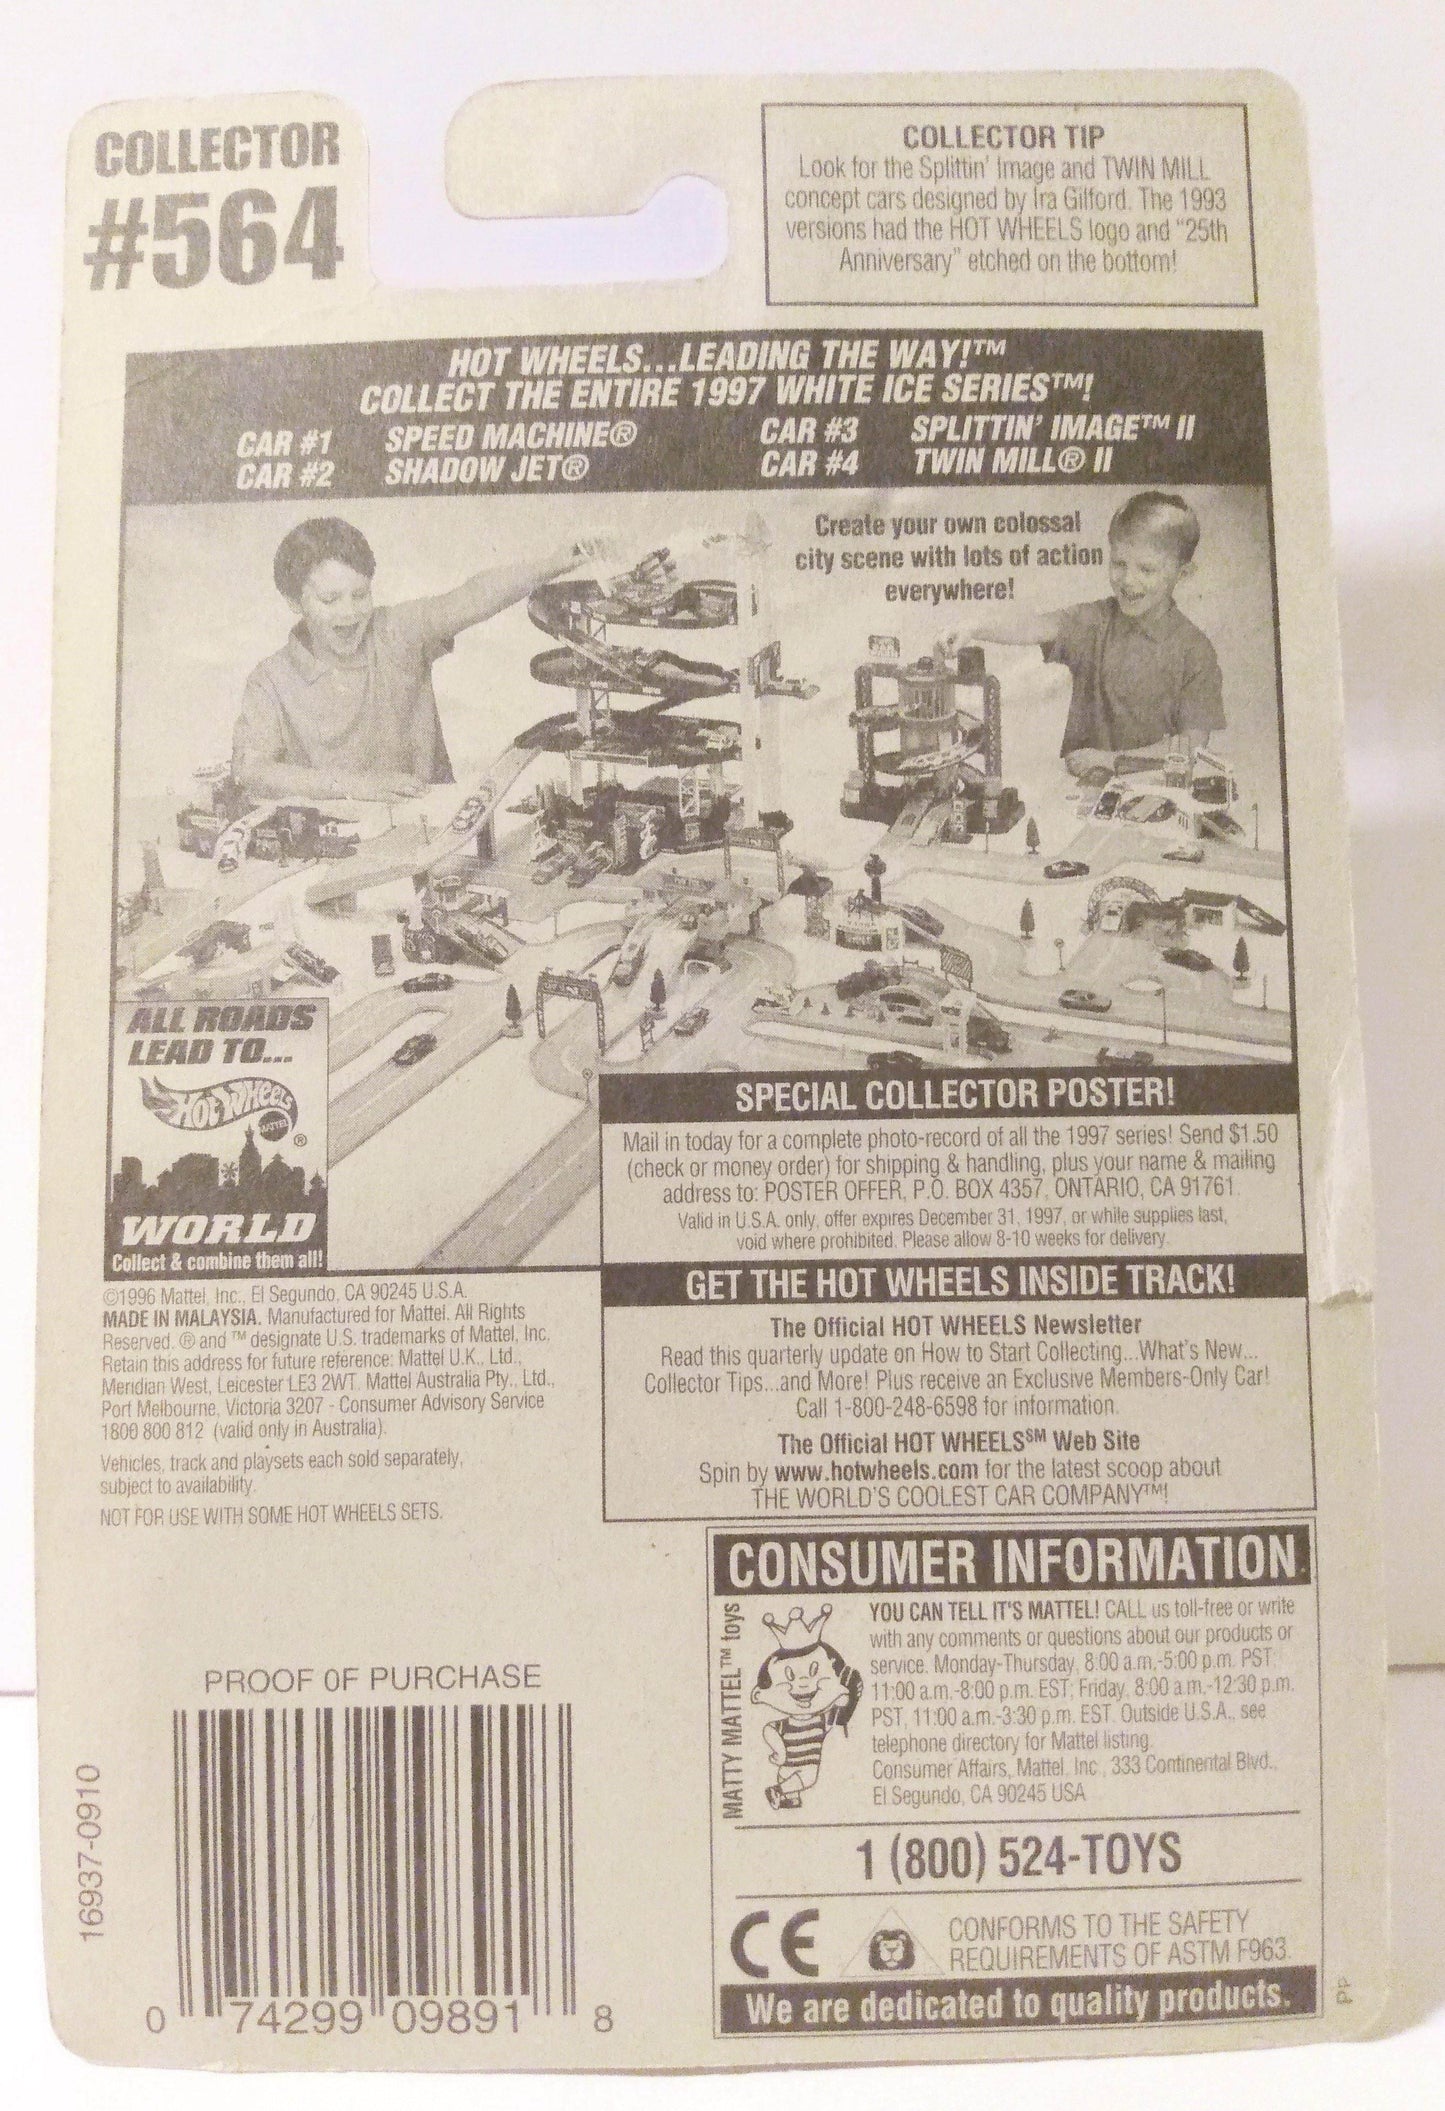 COLLECTOR
#564
COLLECTOR TIP
Look for the Splittin' Image and TWIN MILL
concept cars designed by Ira Gilford. The 1993
versions had the HOT WHEELS logo and "25th
Anniversary" etched on the bottom!
HOT WHEELS...LEADING THE WAY!™
COLLECT THE ENTIRE 1997 WHITE ICE SERIES™!
CAR #1 SPEED MACHINE®
CAR #2 SHADOW JET®
CAR #3 SPLITTIN' IMAGE™ II
CAR #4 TWIN MILL® II
Create your own colossal
city scene with lots of action
everywhere!
ALL ROADS
LEAD TO...
HOT WHEELS
MATTEL
®
WORLD
Collect & combine them all!
SPECIAL COLLECTOR POSTER!
Mail in today for a complete photo-record of all the 1997 series! Send $1.50
(check or money order) for shipping & handling, plus your name & mailing
address to: POSTER OFFER, P.O. BOX 4357, ONTARIO, CA 91761.
Valid in U.S.A. only, offer expires December 31, 1997, or while supplies last,
void where prohibited. Please allow 8-10 weeks for delivery.
GET THE HOT WHEELS INSIDE TRACK!
The Official HOT WHEELS Newsletter
Read this quarterly update on How to Start Collecting...What's New...
Collector Tips...and More! Plus receive an Exclusive Members-Only Car!
Call 1-800-248-6598 for information.
The Official HOT WHEELS℠ Web Site
Spin by www.hotwheels.com for the latest scoop about
THE WORLD'S COOLEST CAR COMPANY™!
©1996 Mattel, Inc., El Segundo, CA 90245 U.S.A.
MADE IN MALAYSIA. Manufactured for Mattel. All Rights
Reserved. ® and ™ designate U.S. trademarks of Mattel, Inc.
Retain this address for future reference: Mattel U.K., Ltd.,
Meridian West, Leicester LE3 2WT. Mattel Australia Pty., Ltd.,
Port Melbourne, Victoria 3207 - Consumer Advisory Service
1800 800 812 (valid only in Australia).
Vehicles, track and playsets each sold separately,
subject to availability.
NOT FOR USE WITH SOME HOT WHEELS SETS.
CONSUMER INFORMATION
MATTY MATTEL™ toys
YOU CAN TELL IT'S MATTEL! CALL us toll-free or write
with any comments or questions about our products or
service. Monday-Thursday, 8:00 a.m.-5:00 p.m. PST;
11:00 a.m.-8:00 p.m. EST; Friday, 8:00 a.m.-12:30 p.m.
PST, 11:00 a.m.-3:30 p.m. EST. Outside U.S.A., see
telephone directory for Mattel listing.
Consumer Affairs, Mattel, Inc., 333 Continental Blvd.,
El Segundo, CA 90245 USA
1 (800) 524-TOYS
CE
CONFORMS TO THE SAFETY
REQUIREMENTS OF ASTM F963.
We are dedicated to quality products.
PP
PROOF OF PURCHASE
16937-0910
0 74299 09891 8